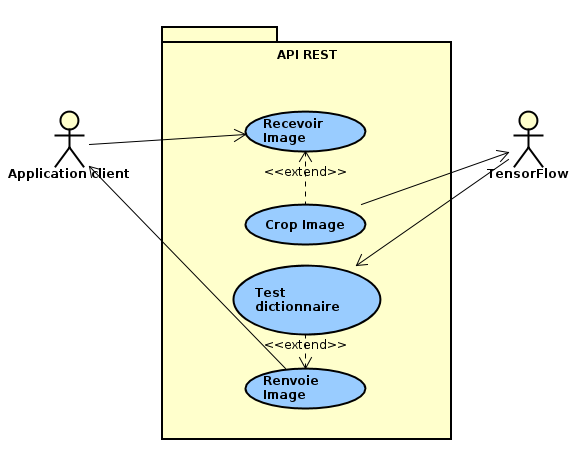 API REST
Recevoir
Image
Application client
TensorFlow
<<extend>>
Crop Image
Test
dictionnaire
<<extend>>
Renvoie
Image